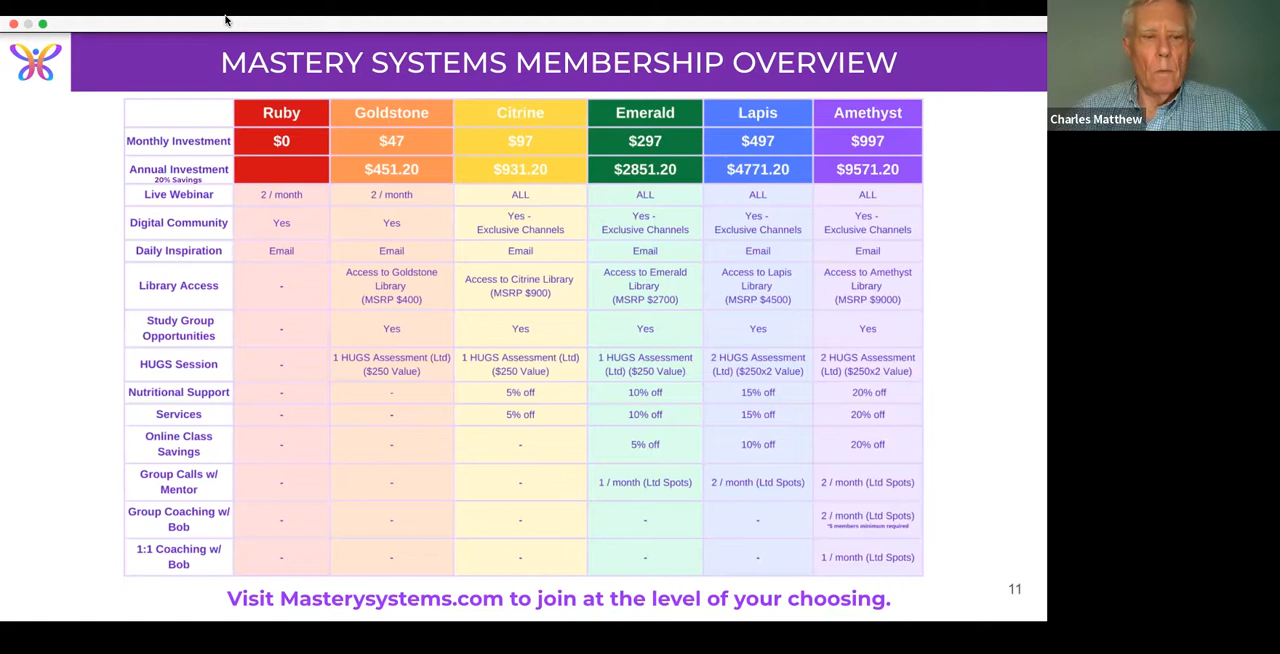 MASTERY SYSTEMS MEMBERSHIP OVERVIEW
Ruby Goldstone Citrine Emerald Lapis Amethyst
Monthly Investment $0 $47 $97 $297 $497 $997
Annual Investment $451.20 $931.20 $2851.20 $4771.20 $9571.20
20% Savings
Live Webinar 2 / month 2 / month ALL ALL ALL ALL
Digital Community Yes Yes Yes - Exclusive Channels Yes - Exclusive Channels Yes - Exclusive Channels Yes - Exclusive Channels
Daily Inspiration Email Email Email Email Email Email
Library Access - Access to Goldstone Library (MSRP $400) Access to Citrine Library (MSRP $900) Access to Emerald Library (MSRP $2700) Access to Lapis Library (MSRP $4500) Access to Amethyst Library (MSRP $9000)
Study Group Opportunities - Yes Yes Yes Yes Yes
HUGS Session - 1 HUGS Assessment (Ltd) ($250 Value) 1 HUGS Assessment (Ltd) ($250 Value) 1 HUGS Assessment (Ltd) ($250 Value) 2 HUGS Assessment (Ltd) ($250x2 Value) 2 HUGS Assessment (Ltd) ($250x2 Value)
Nutritional Support - - 5% off 10% off 15% off 20% off
Services - - 5% off 10% off 15% off 20% off
Online Class Savings - - - 5% off 10% off 20% off
Group Calls w/ Mentor - - - 1 / month (Ltd Spots) 2 / month (Ltd Spots) 2 / month (Ltd Spots)
Group Coaching w/ Bob - - - - - 2 / month (Ltd Spots)
*5 members minimum required
1:1 Coaching w/ Bob - - - - - 1 / month (Ltd Spots)
Visit Masterysystems.com to join at the level of your choosing.
11
Charles Matthew